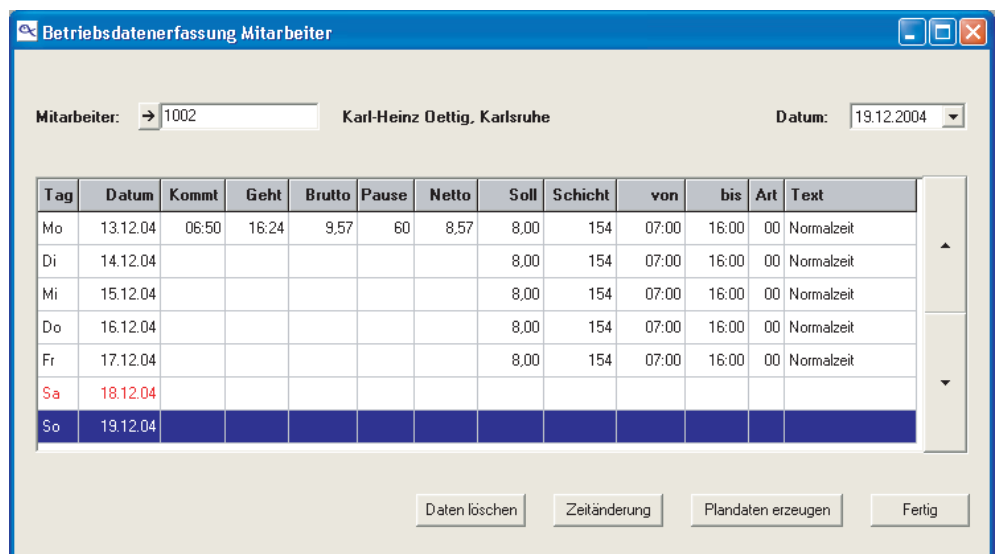 Betriebsdatenerfassung Mitarbeiter
Mitarbeiter: 1002 Karl-Heinz Oettig, Karlsruhe Datum: 19.12.2004
Tag Datum Kommt Geht Brutto Pause Netto Soll Schicht von bis Art Text
Mo 13.12.04 06:50 16:24 9,57 60 8,57 8,00 154 07:00 16:00 00 Normalzeit
Di 14.12.04 8,00 154 07:00 16:00 00 Normalzeit
Mi 15.12.04 8,00 154 07:00 16:00 00 Normalzeit
Do 16.12.04 8,00 154 07:00 16:00 00 Normalzeit
Fr 17.12.04 8,00 154 07:00 16:00 00 Normalzeit
Sa 18.12.04
So 19.12.04
Daten löschen Zeitänderung Plandaten erzeugen Fertig